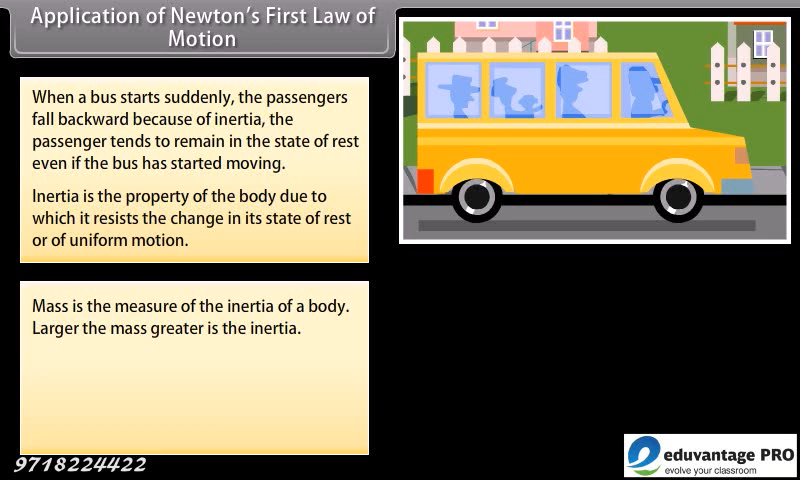 Application of Newton's First Law of
Motion
When a bus starts suddenly, the passengers
fall backward because of inertia, the
passenger tends to remain in the state of rest
even if the bus has started moving.
Inertia is the property of the body due to
which it resists the change in its state of rest
or of uniform motion.
Mass is the measure of the inertia of a body.
Larger the mass greater is the inertia.
9718224422
eduvantage PRO
evolve your classroom